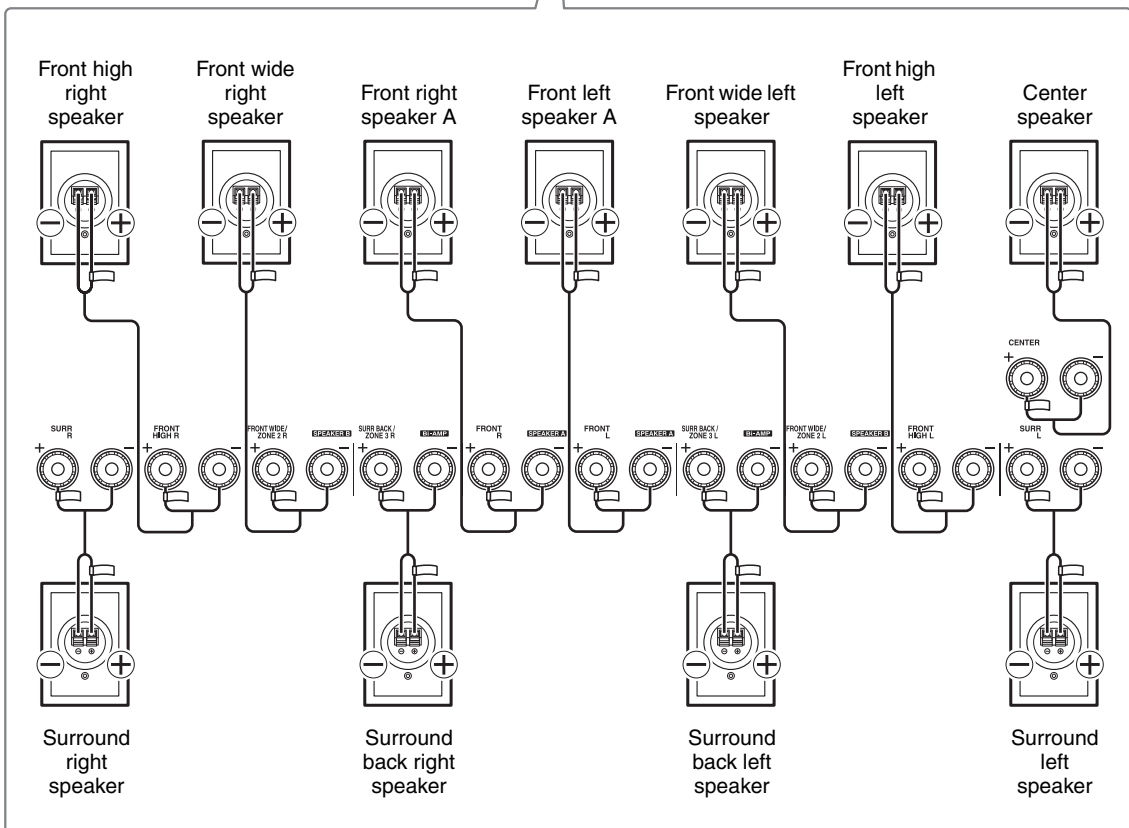 Front high
right
speaker
Front wide
right
speaker
Front right
speaker A
Front left
speaker A
Front wide left
speaker
Front high
left
speaker
Center
speaker
− +
− +
− +
− +
− +
− +
− +
CENTER
+ −
SURR
R
+ −
FRONT
HIGH R
+ −
FRONT WIDE/
ZONE 2 R
SPEAKER B
+ −
SURR BACK/
ZONE 3 R
BI-AMP
+ −
FRONT
R
SPEAKER A
+ −
FRONT
L
SPEAKER A
+ −
SURR BACK/
ZONE 3 L
BI-AMP
+ −
FRONT WIDE/
ZONE 2 L
SPEAKER B
+ −
FRONT
HIGH L
+ −
SURR
L
+ −
− +
− +
− +
− +
− +
− +
− +
− +
Surround
right
speaker
Surround
back right
speaker
Surround
back left
speaker
Surround
left
speaker